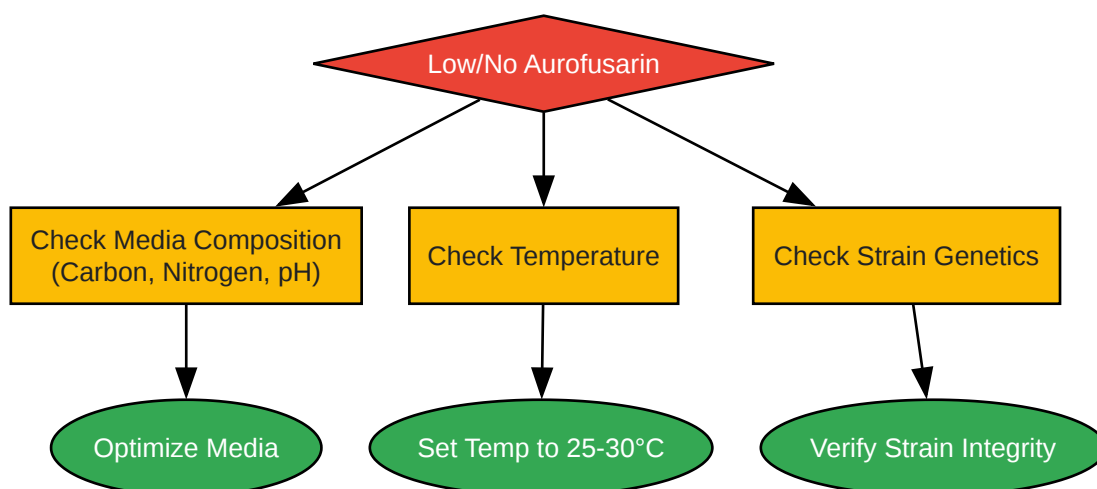 Low/No Aurofusarin
Check Media Composition
(Carbon, Nitrogen, pH)
Check Temperature
Check Strain Genetics
Optimize Media
Set Temp to 25-30°C
Verify Strain Integrity